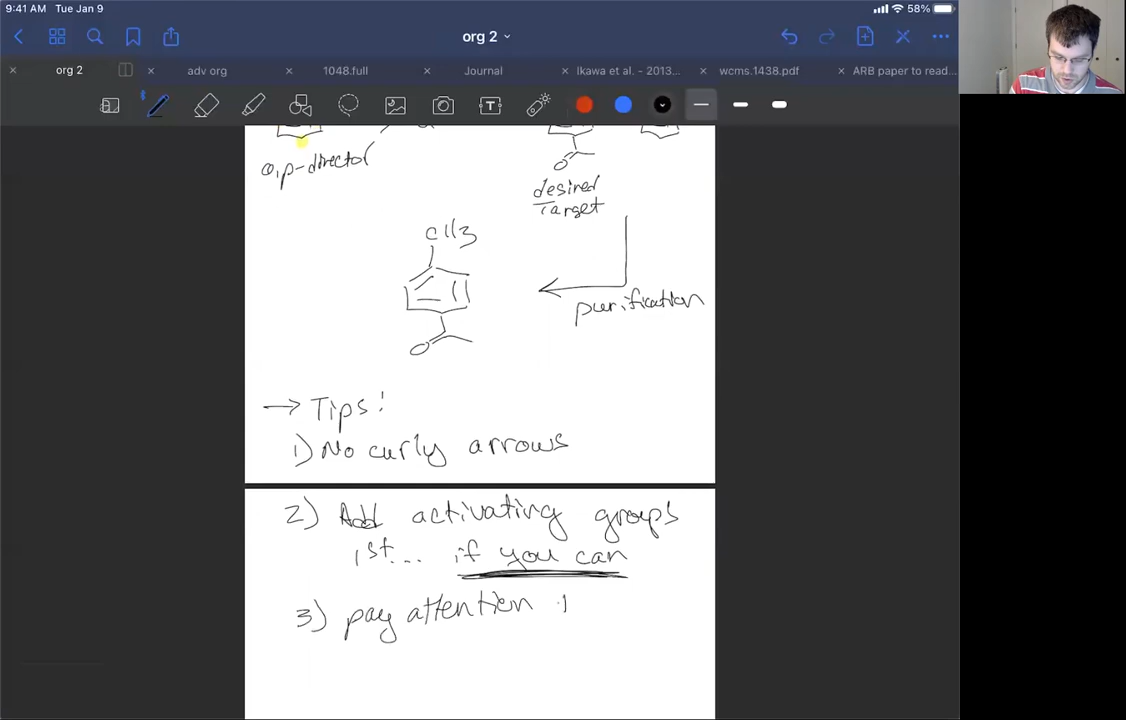 9:41 AM Tue Jan 9
58%
org 2
org 2
adv org
1048.full
Journal
Ikawa et al. - 2013...
wcms.1438.pdf
ARB paper to read...
T
o,p-director
desired
Target
CH3
O
O
purification
→ Tips!
1) No curly arrows
2) Add activating groups
1st... if you can
3) pay attention